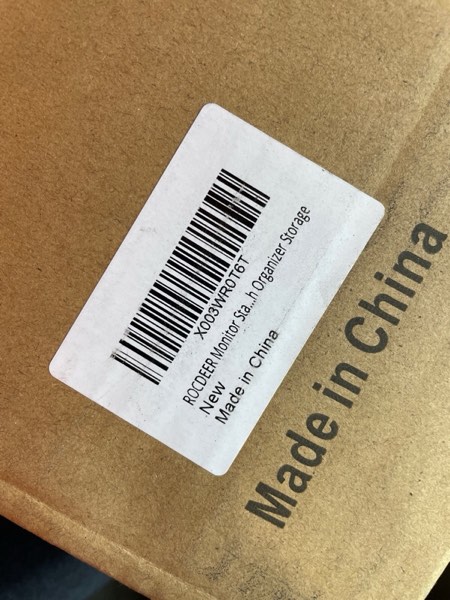 X003WR0T6T
ROCDEER Monitor Sta...h Organizer Storage
New
Made in China
Made in China